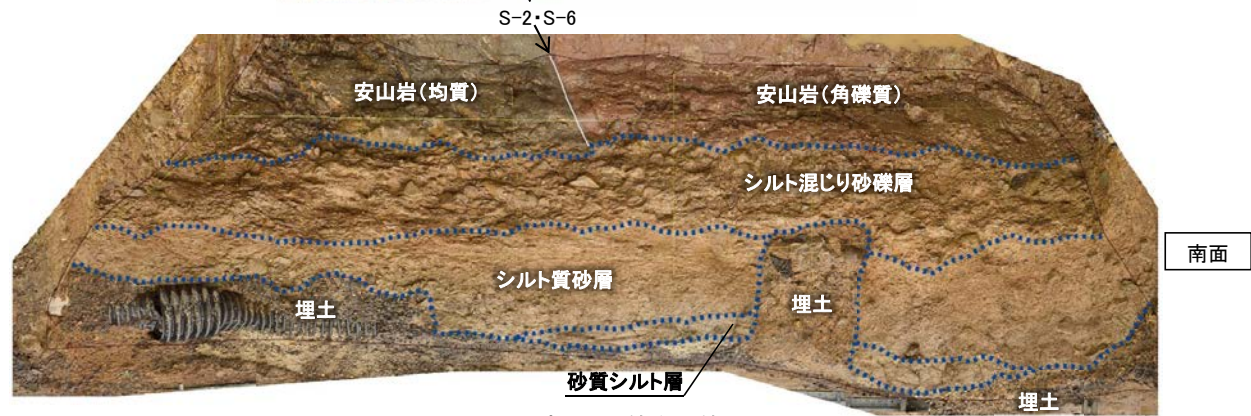 S-2・S-6
安山岩(均質)
安山岩(角礫質)
シルト混じり砂礫層
南面
シルト質砂層
埋土
埋土
砂質シルト層
埋土